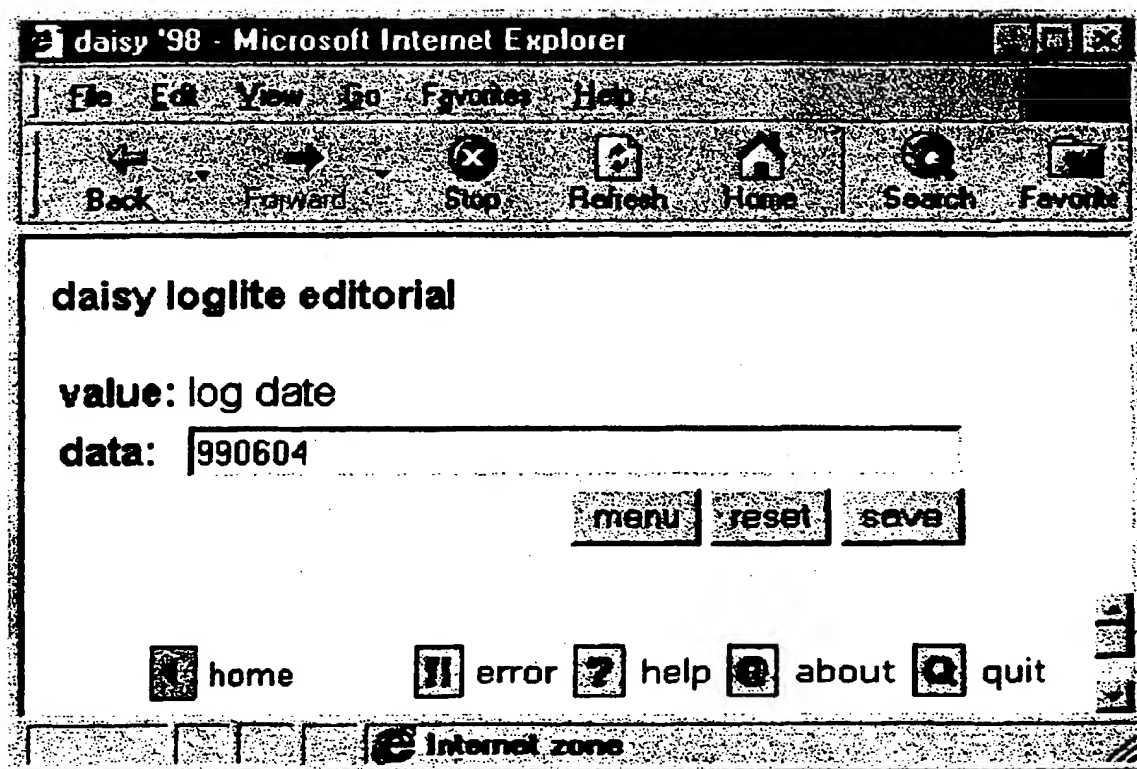 daisy '98 - Microsoft Internet Explorer
File Edit View Go Favorites Help
Back Forward Stop Refresh Home Search Favorite
daisy loglite editorial
value: log date
data: 990604
menu reset save
home !! error ? help @ about Q quit
Internet zone